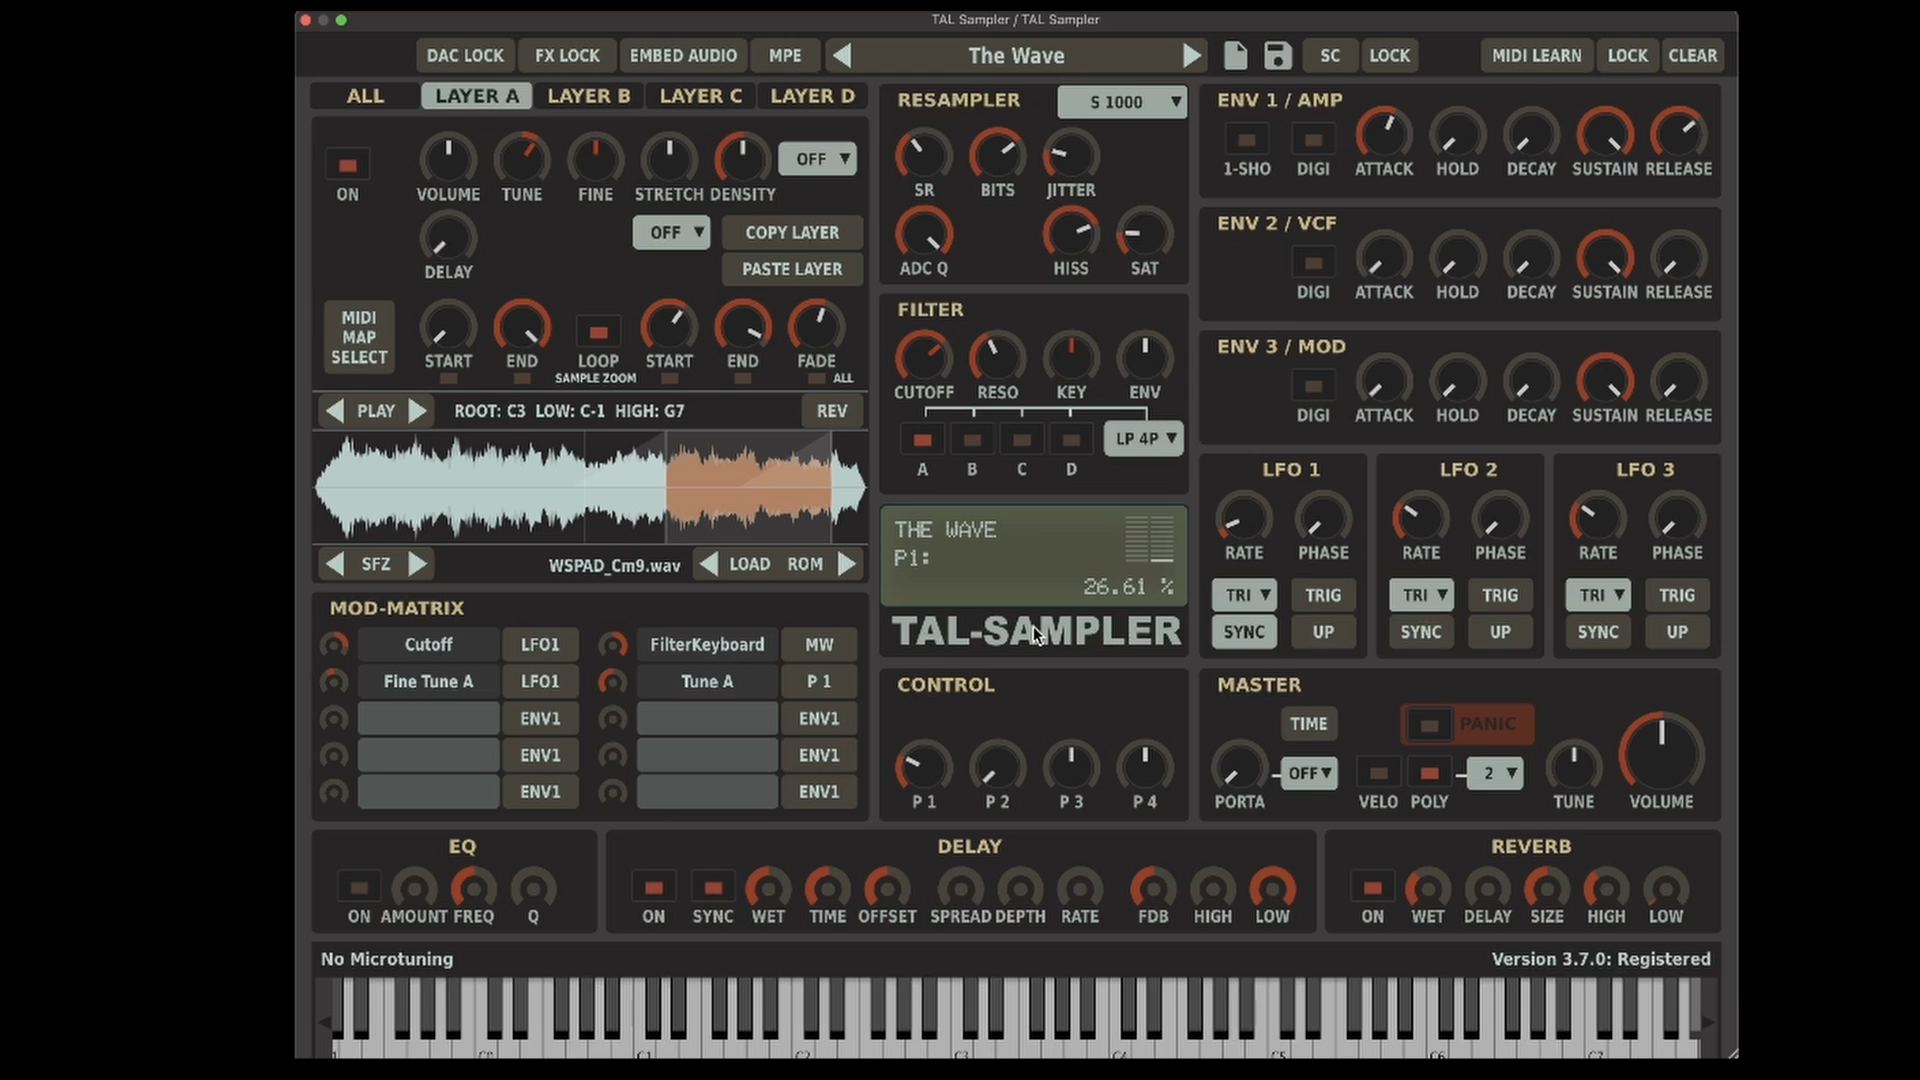 TAL Sampler / TAL Sampler
DAC LOCK FX LOCK EMBED AUDIO MPE The Wave SC LOCK MIDI LEARN LOCK CLEAR
ALL LAYER A LAYER B LAYER C LAYER D
ON VOLUME TUNE FINE STRETCH DENSITY OFF
DELAY OFF COPY LAYER
PASTE LAYER
MIDI MAP SELECT
START END LOOP START END FADE
SAMPLE ZOOM ALL
PLAY ROOT: C3 LOW: C-1 HIGH: G7 REV
SFZ WSPAD_Cm9.wav LOAD ROM
MOD-MATRIX
Cutoff LFO1 FilterKeyboard MW
Fine Tune A LFO1 Tune A P 1
ENV1 ENV1
ENV1 ENV1
ENV1 ENV1
RESAMPLER S 1000
SR BITS JITTER
ADC Q HISS SAT
FILTER
CUTOFF RESO KEY ENV
LP 4P
A B C D
THE WAVE
P1:
26.61 %
TAL-SAMPLER
CONTROL
P 1 P 2 P 3 P 4
ENV 1 / AMP
1-SHO DIGI ATTACK HOLD DECAY SUSTAIN RELEASE
ENV 2 / VCF
DIGI ATTACK HOLD DECAY SUSTAIN RELEASE
ENV 3 / MOD
DIGI ATTACK HOLD DECAY SUSTAIN RELEASE
LFO 1 LFO 2 LFO 3
RATE PHASE RATE PHASE RATE PHASE
TRI TRIG TRI TRIG TRI TRIG
SYNC UP SYNC UP SYNC UP
MASTER
TIME PANIC
OFF 2
PORTA VELO POLY TUNE VOLUME
EQ DELAY REVERB
ON AMOUNT FREQ Q ON SYNC WET TIME OFFSET SPREAD DEPTH RATE FDB HIGH LOW ON WET DELAY SIZE HIGH LOW
No Microtuning Version 3.7.0: Registered
C0 C1 C2 C3 C4 C5 C6 C7